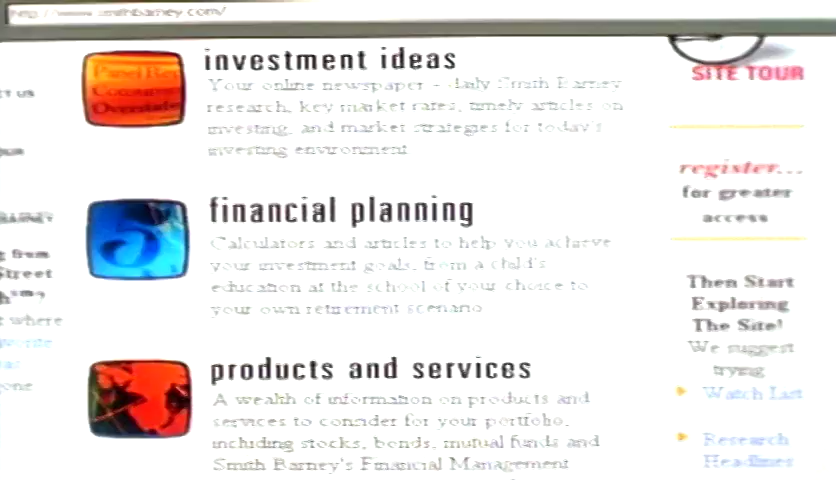 http://www.smithbarney.com/
investment ideas
Your online newspaper - daily Smith Barney
research, key market rates, timely articles on
investing, and market strategies for today's
investing environment
financial planning
Calculators and articles to help you achieve
your investment goals, from a child's
education at the school of your choice to
your own retirement scenario
products and services
A wealth of information on products and
services to consider for your portfolio,
including stocks, bonds, mutual funds and
Smith Barney's Financial Management
SITE TOUR
register...
for greater
access
Then Start
Exploring
The Site!
We suggest
trying
Watch List
Research
Headlines
from
Street
where